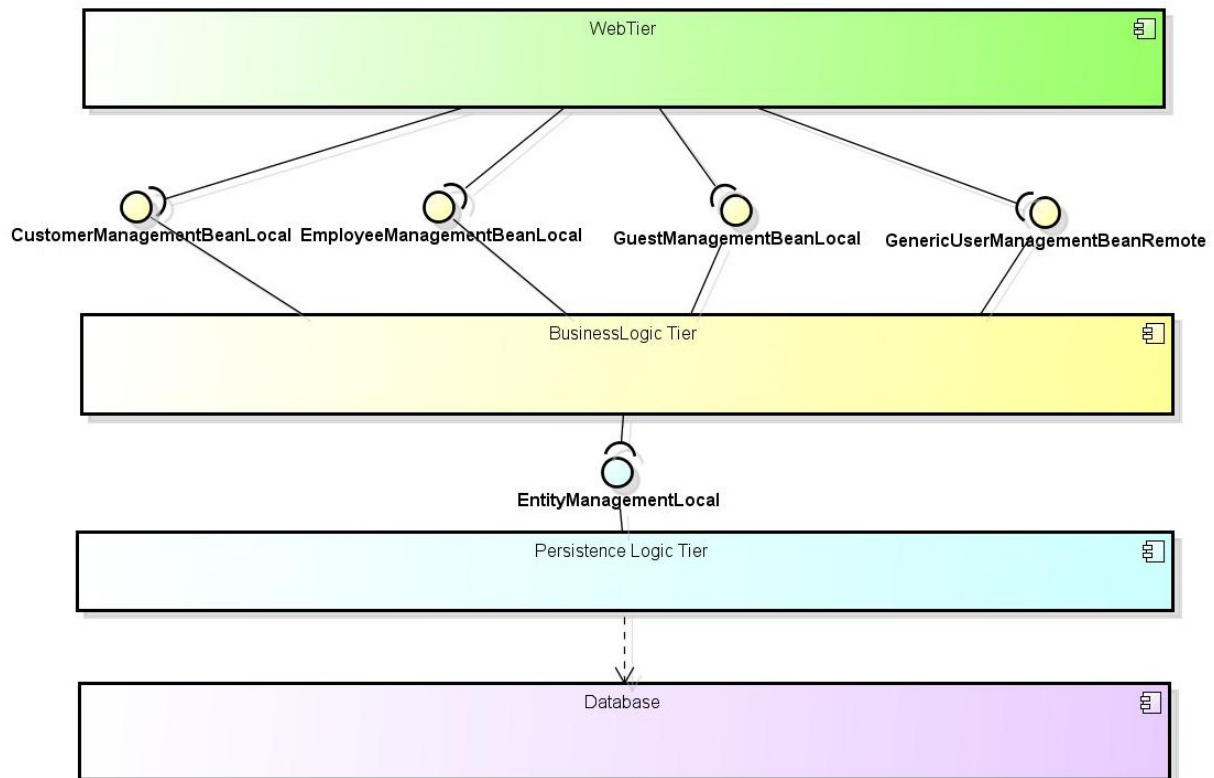 WebTier
CustomerManagementBeanLocal
EmployeeManagementBeanLocal
GuestManagementBeanLocal
GenericUserManagementBeanRemote
BusinessLogic Tier
EntityManagementLocal
Persistence Logic Tier
Database